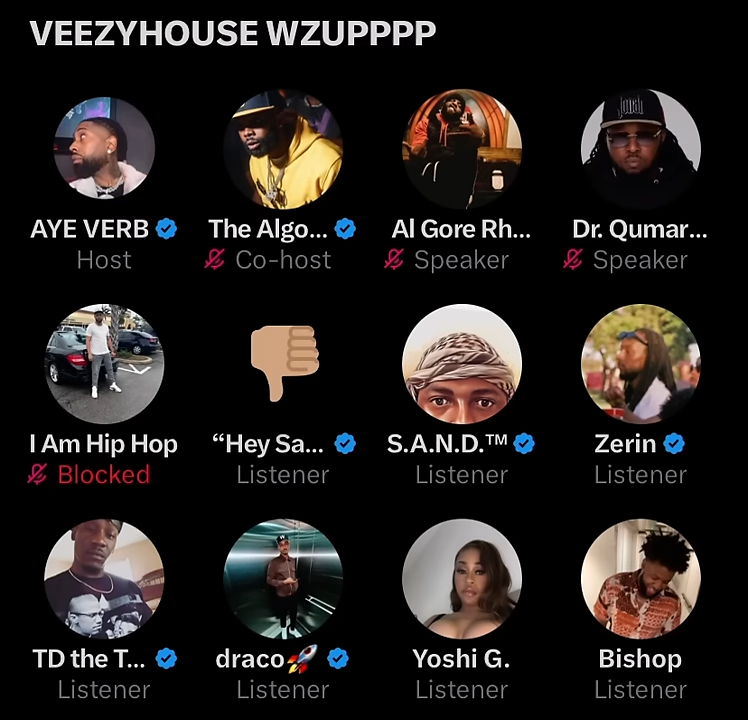 VEEZYHOUSE WZUPPPP
AYE VERB The Algo... Al Gore Rh... Dr. Qumar...
Host Co-host Speaker Speaker
I Am Hip Hop “Hey Sa... S.A.N.D.™ Zerin
Blocked Listener Listener Listener
TD the T... draco🚀 Yoshi G. Bishop
Listener Listener Listener Listener